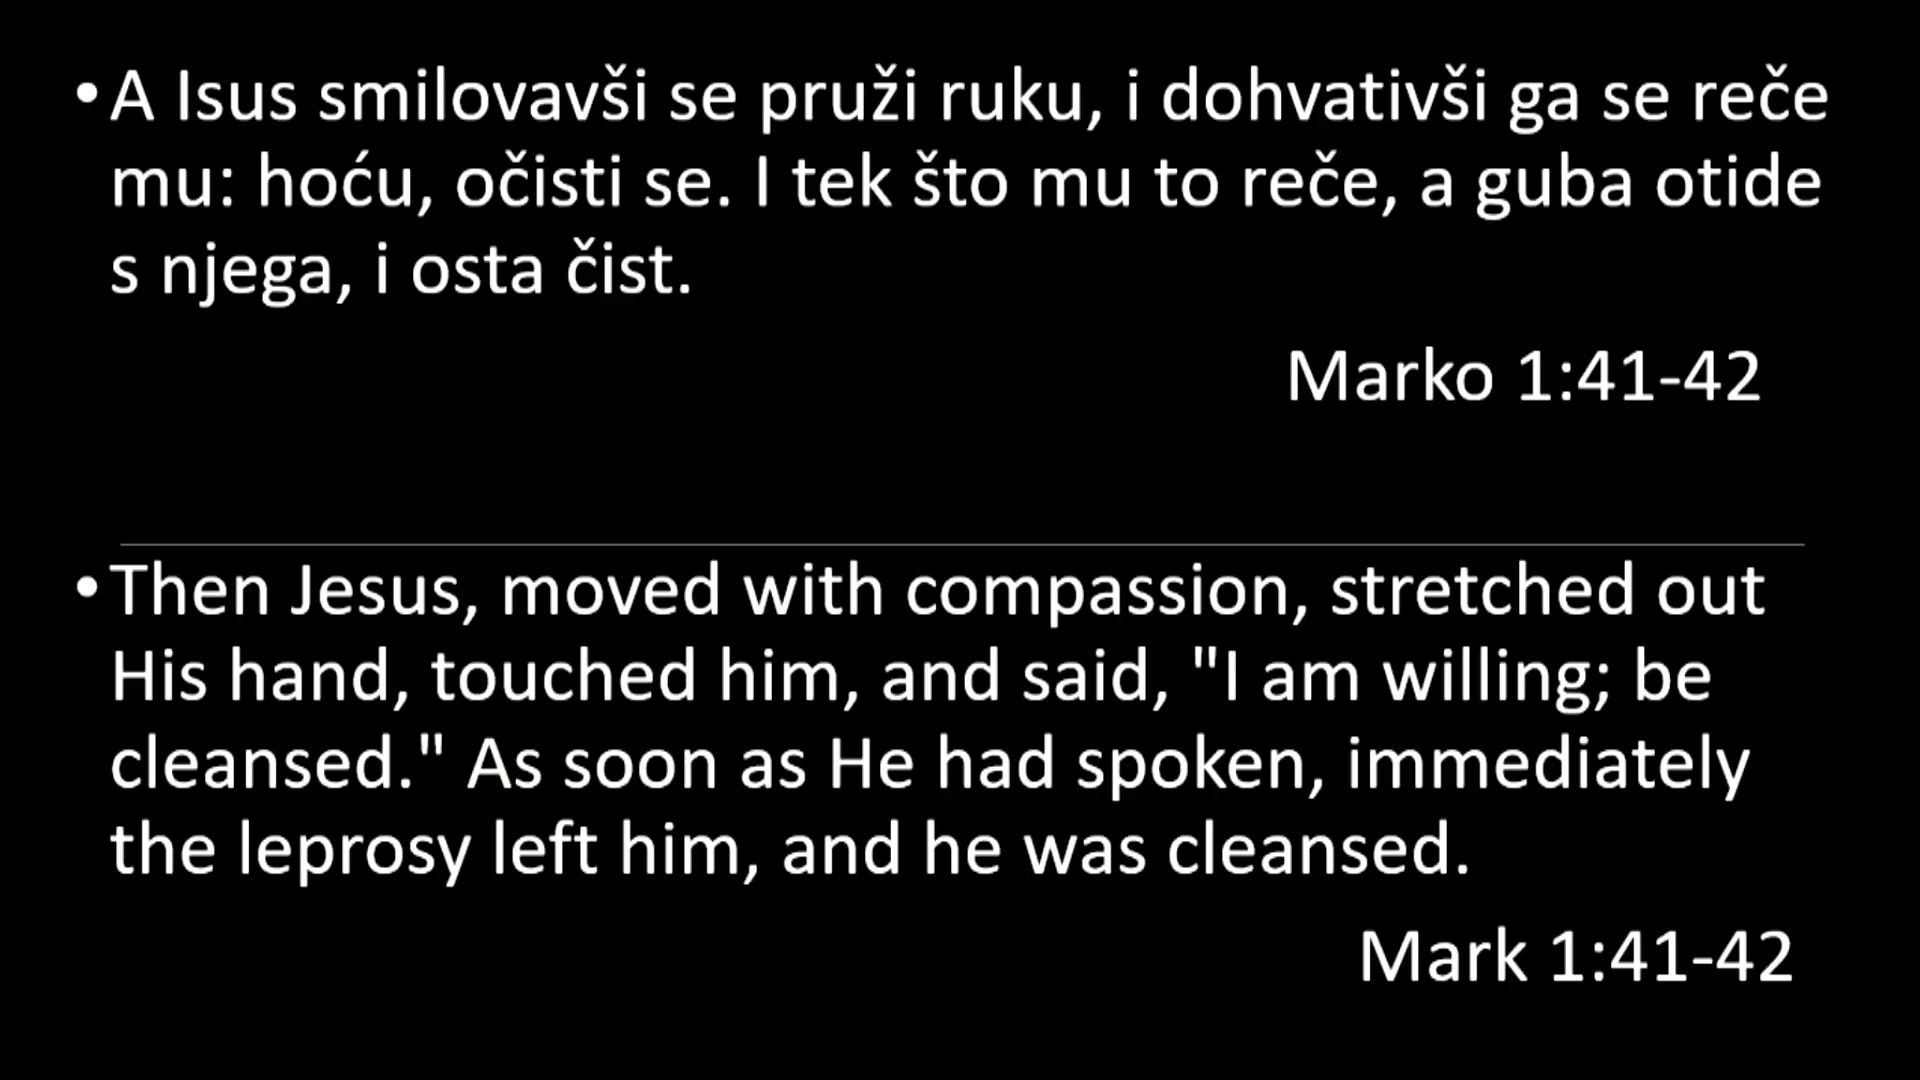 • A Isus smilovavši se pruži ruku, i dohvativši ga se reče
mu: hoću, očisti se. I tek što mu to reče, a guba otide
s njega, i osta čist.
Marko 1:41-42
• Then Jesus, moved with compassion, stretched out
His hand, touched him, and said, "I am willing; be
cleansed." As soon as He had spoken, immediately
the leprosy left him, and he was cleansed.
Mark 1:41-42